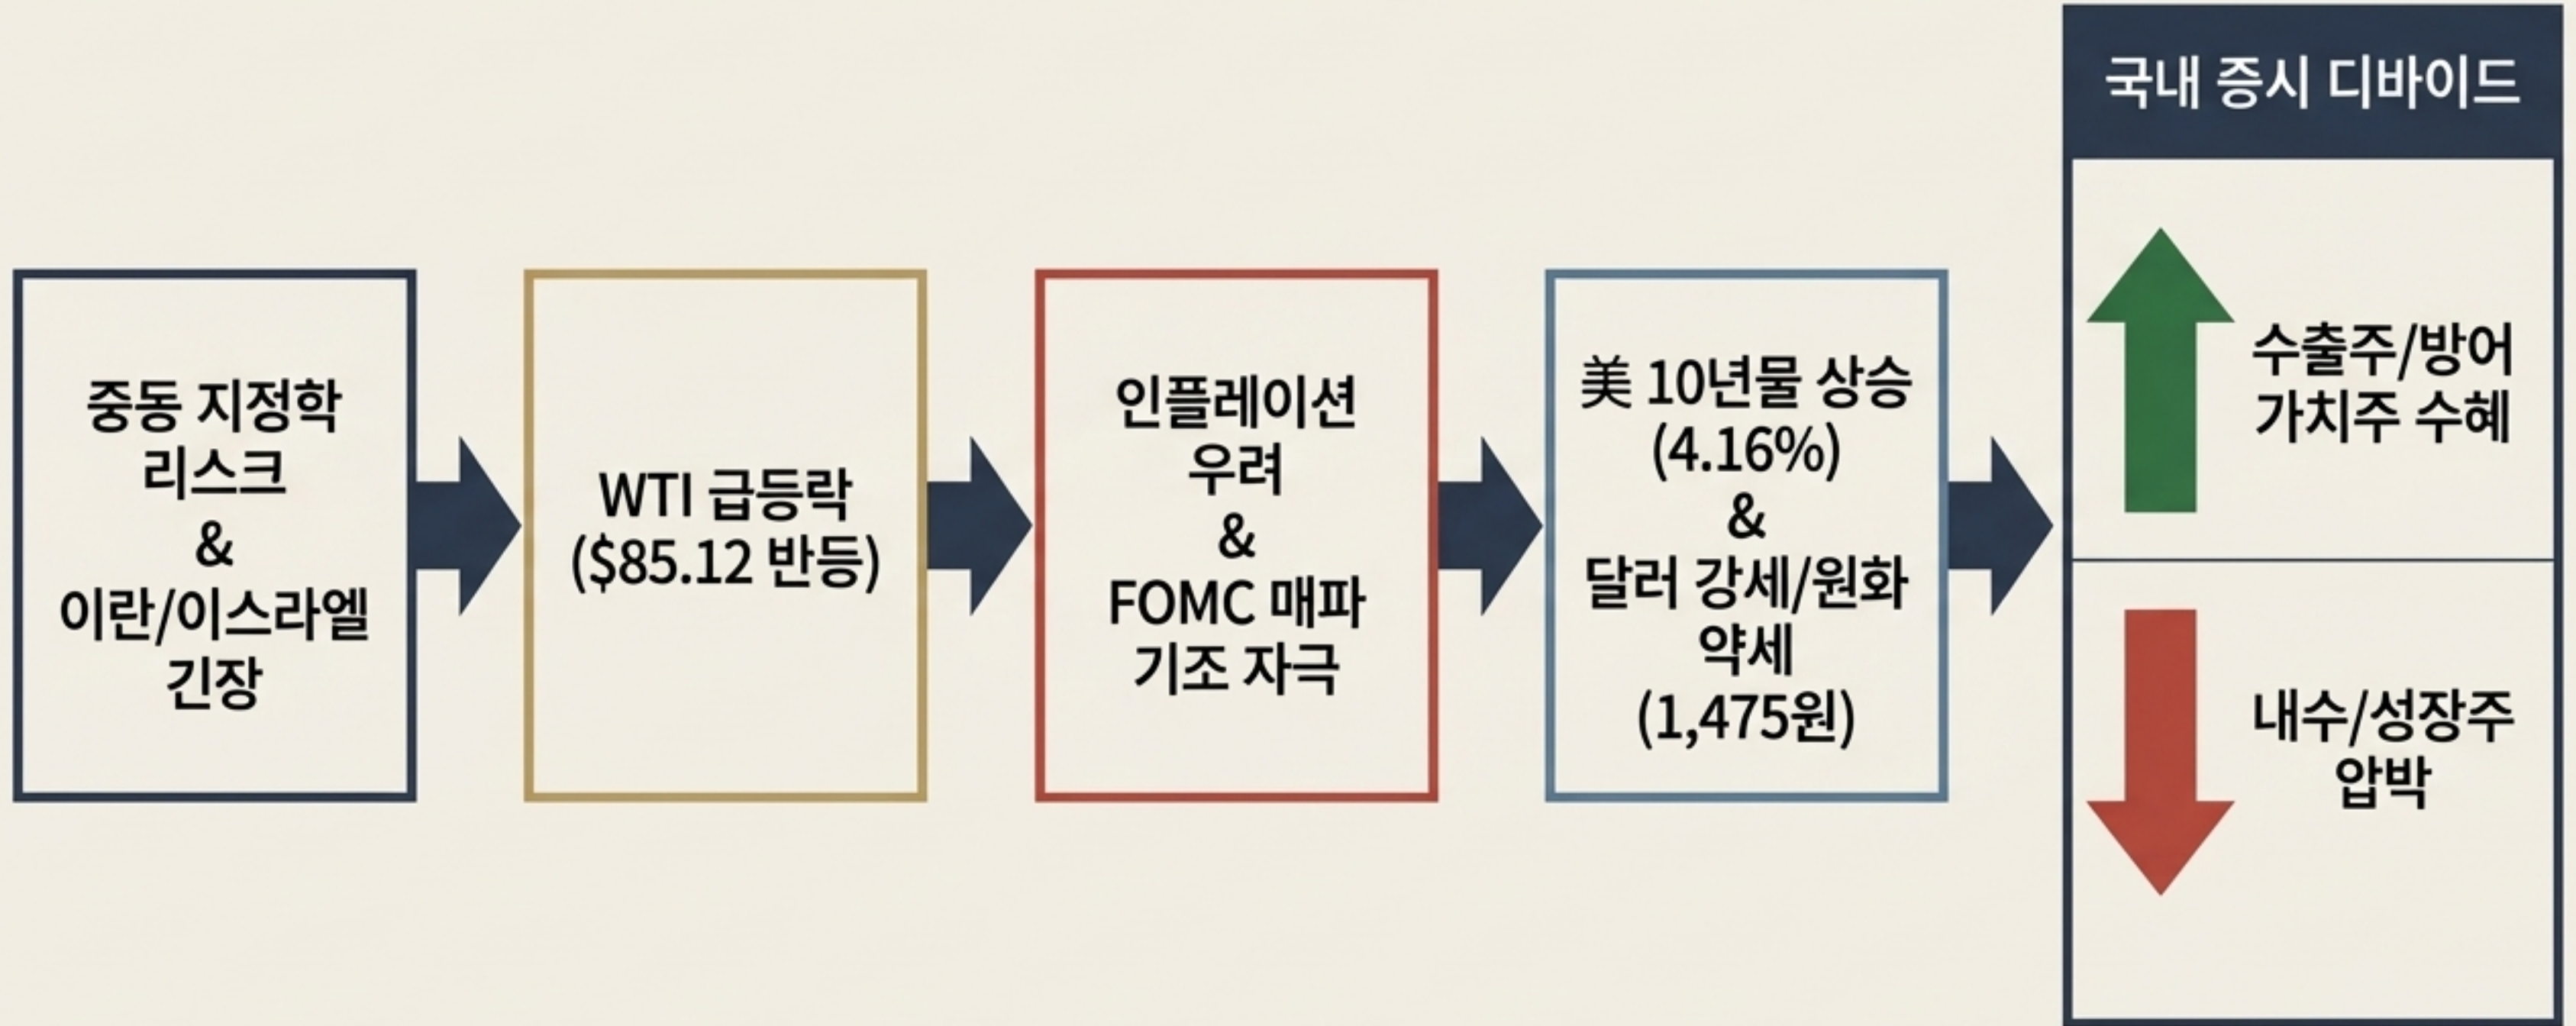 중동 지정학
리스크
&
이란/이스라엘
긴장
WTI 급등락
($85.12 반등)
인플레이션
우려
&
FOMC 매파
기조 자극
美 10년물 상승
(4.16%)
&
달러 강세/원화
약세
(1,475원)
국내 증시 디바이드
수출주/방어
가치주 수혜
내수/성장주
압박